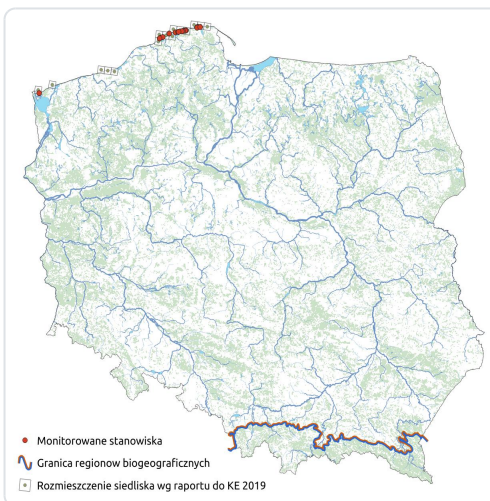 Monitorowane stanowiska
Granica regionow biogeograficznych
Rozmieszczenie siedliska wg raportu do KE 2019